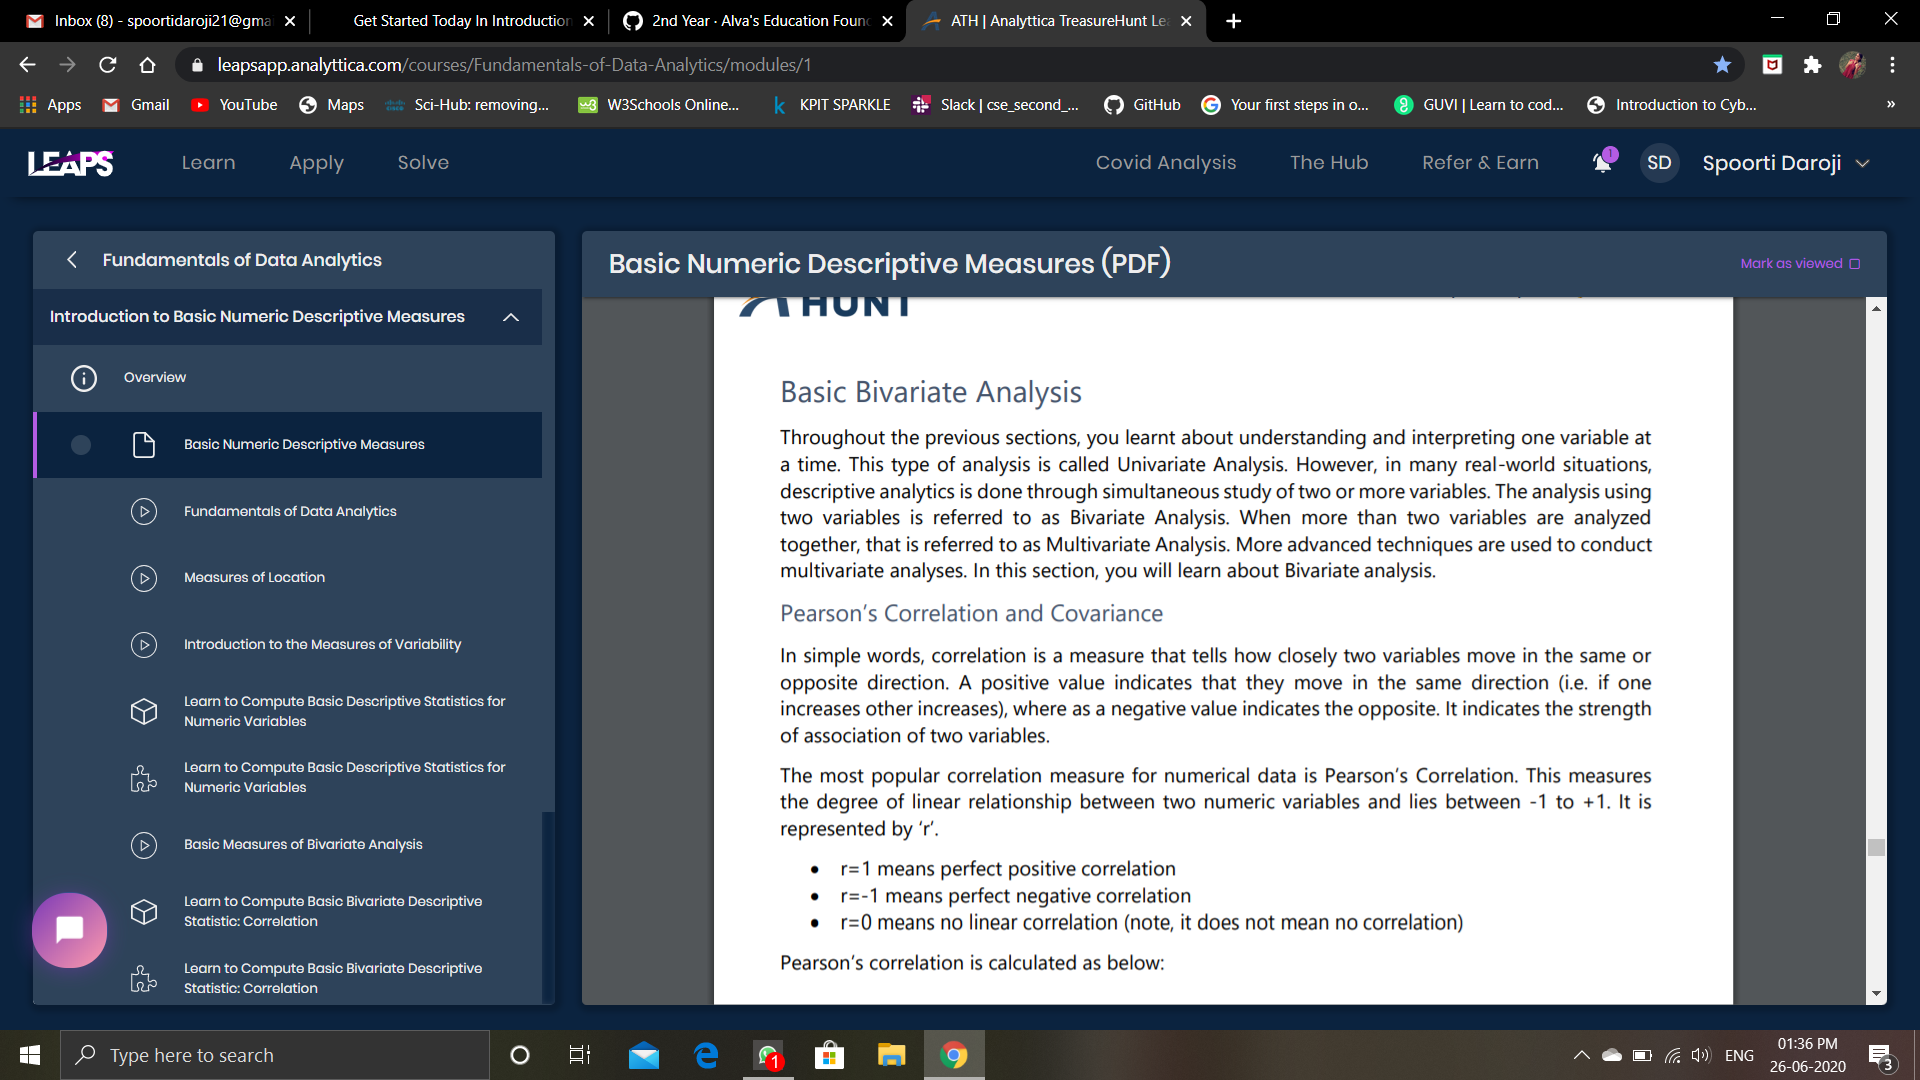 Inbox (8) - spoortidaroji21@gma
Get Started Today In Introduction
2nd Year · Alva's Education Foun
ATH | Analyttica TreasureHunt Lea
leapsapp.analyttica.com/courses/Fundamentals-of-Data-Analytics/modules/1
Apps
Gmail
YouTube
Maps
Sci-Hub: removing...
W3Schools Online...
KPIT SPARKLE
Slack | cse_second_...
GitHub
Your first steps in o...
GUVI | Learn to cod...
Introduction to Cyb...
»
LEAPS
Learn
Apply
Solve
Covid Analysis
The Hub
Refer & Earn
1
SD
Spoorti Daroji
Fundamentals of Data Analytics
Introduction to Basic Numeric Descriptive Measures
Overview
Basic Numeric Descriptive Measures
Fundamentals of Data Analytics
Measures of Location
Introduction to the Measures of Variability
Learn to Compute Basic Descriptive Statistics for
Numeric Variables
Learn to Compute Basic Descriptive Statistics for
Numeric Variables
Basic Measures of Bivariate Analysis
Learn to Compute Basic Bivariate Descriptive
Statistic: Correlation
Learn to Compute Basic Bivariate Descriptive
Statistic: Correlation
Basic Numeric Descriptive Measures (PDF)
Mark as viewed
HUNT
Basic Bivariate Analysis
Throughout the previous sections, you learnt about understanding and interpreting one variable at
a time. This type of analysis is called Univariate Analysis. However, in many real-world situations,
descriptive analytics is done through simultaneous study of two or more variables. The analysis using
two variables is referred to as Bivariate Analysis. When more than two variables are analyzed
together, that is referred to as Multivariate Analysis. More advanced techniques are used to conduct
multivariate analyses. In this section, you will learn about Bivariate analysis.
Pearson's Correlation and Covariance
In simple words, correlation is a measure that tells how closely two variables move in the same or
opposite direction. A positive value indicates that they move in the same direction (i.e. if one
increases other increases), where as a negative value indicates the opposite. It indicates the strength
of association of two variables.
The most popular correlation measure for numerical data is Pearson's Correlation. This measures
the degree of linear relationship between two numeric variables and lies between -1 to +1. It is
represented by 'r'.
• r=1 means perfect positive correlation
• r=-1 means perfect negative correlation
• r=0 means no linear correlation (note, it does not mean no correlation)
Pearson's correlation is calculated as below:
Type here to search
1
ENG
01:36 PM
26-06-2020
3